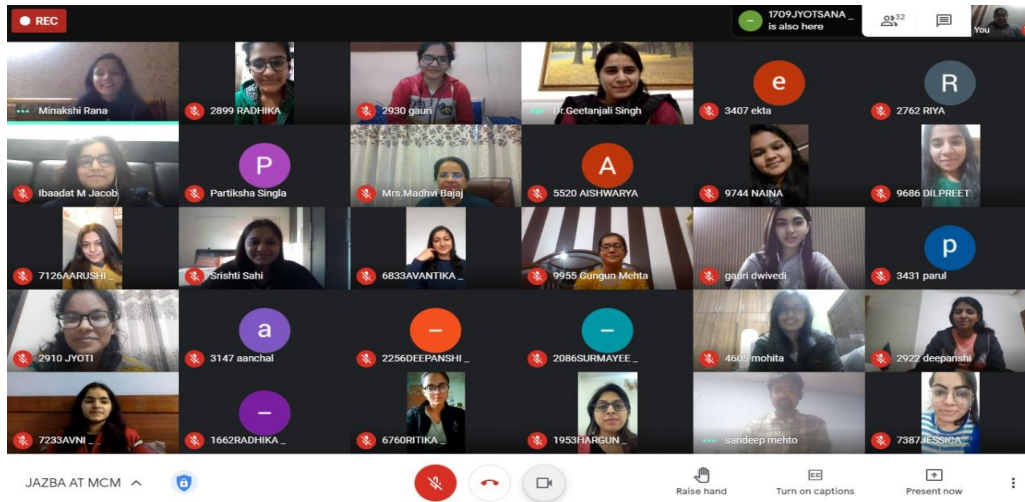 REC
1709JYOTSANA _
is also here
32
You
Minakshi Rana
2899 RADHIKA
2930 gauri
Dr.Geetanjali Singh
e
3407 ekta
R
2762 RIYA
Ibaadat M Jacob
P
Partiksha Singla
Mrs.Madhvi Bajaj
A
5520 AISHWARYA
9744 NAINA
9686 DILPREET
7126AARUSHI _
Srishti Sahi
6833AVANTIKA _
9955 Gungun Mehta
gauri dwivedi
p
3431 parul
2910 JYOTI
a
3147 aanchal
2256DEEPANSHI _
2086SURMAYEE _
4605 mohita
2922 deepanshi
7233AVNI _
1662RADHIKA _
6760RITIKA _
1953HARGUN _
sandeep mehto
7387JESSICA _
JAZBA AT MCM
Raise hand
CC
Turn on captions
Present now